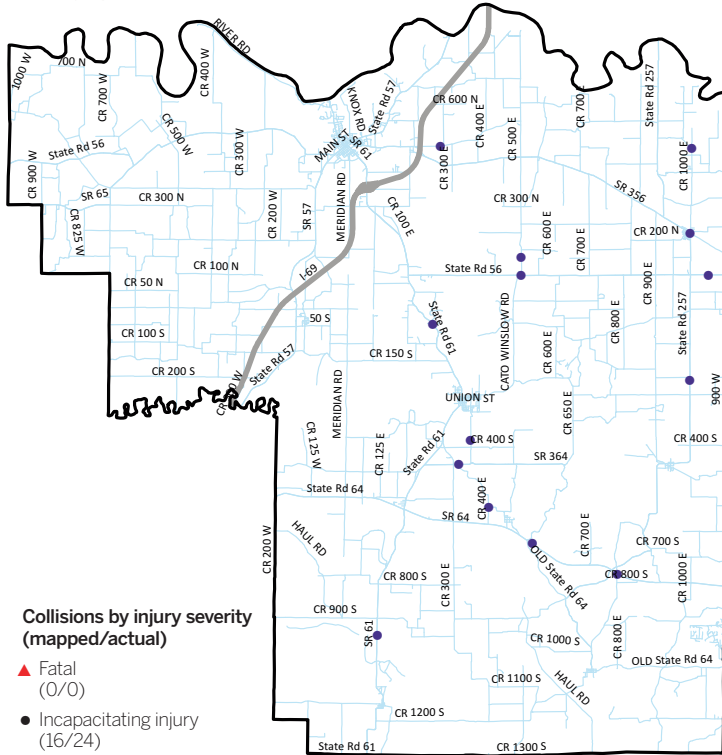 RIVER RD
1000 W
700 N
CR 700 W
CR 400 W
CR 500 W
State Rd 56
CR 900 W
SR 65
CR 300 N
CR 825 W
CR 300 W
CR 200 W
SR 57
CR 100 N
CR 50 N
CR 100 S
CR 200 S
I-69
50 S
State Rd 57
MAIN ST
KNOX RD
State Rd 57
SR 61
MERIDIAN RD
CR 100 E
CR 600 N
CR 300 E
CR 400 E
CR 500 E
CR 700 E
State Rd 257
CR 1000 E
SR 356
CR 300 N
CR 200 N
CR 600 E
CR 700 E
State Rd 56
CR 900 E
CR 800 E
State Rd 257
State Rd 61
CATO WINSLOW RD
CR 600 E
CR 150 S
MERIDIAN RD
UNION ST
CR 650 E
900 W
CR 400 S
CR 400 S
SR 364
CR 125 W
CR 125 E
State Rd 61
State Rd 64
SR 64
CR 400 E
CR 200 W
HAUL RD
OLD State Rd 64
CR 700 E
CR 700 S
CR 800 S
CR 1000 E
CR 800 S
CR 300 E
CR 900 S
SR 61
CR 800 E
CR 1000 S
OLD State Rd 64
HAUL RD
CR 1100 S
CR 1200 S
State Rd 61
CR 1300 S
Collisions by injury severity
(mapped/actual)
Fatal
(0/0)
Incapacitating injury
(16/24)